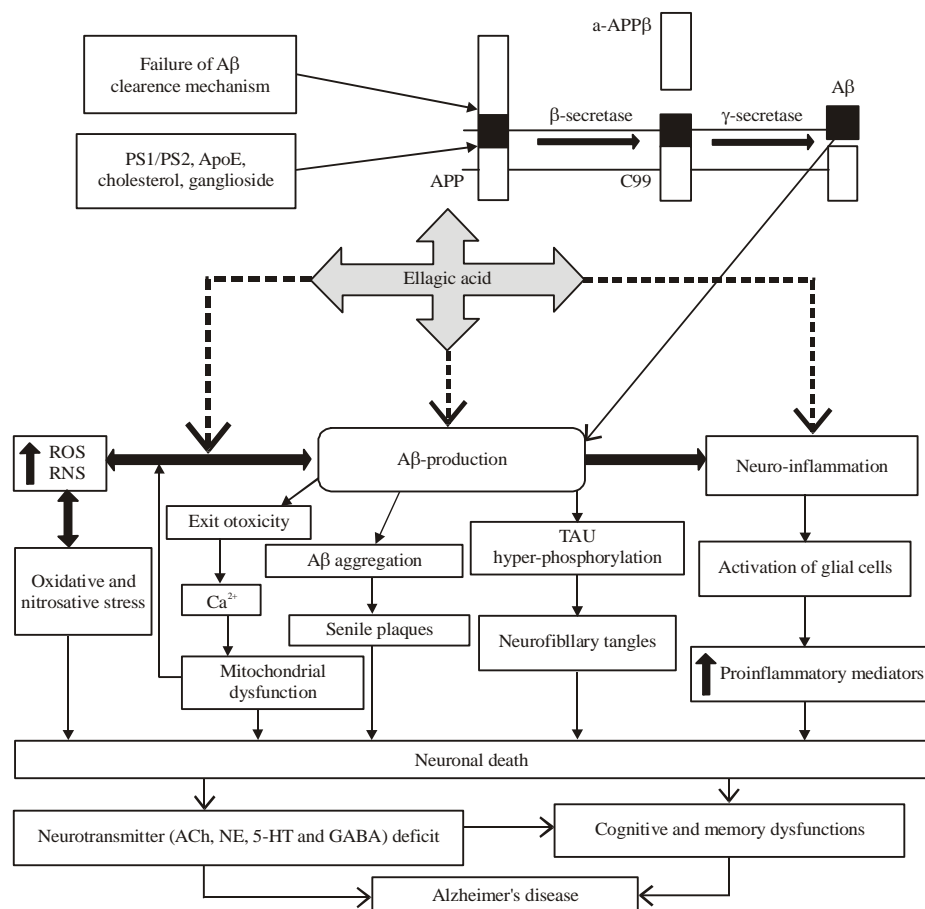 a-APPβ
Failure of Aβ
clearence mechanism
Aβ
β-secretase
γ-secretase
PS1/PS2, ApoE,
cholesterol, ganglioside
APP
C99
Ellagic acid
ROS
RNS
Aβ-production
Neuro-inflammation
Exit otoxicity
TAU
hyper-phosphorylation
Aβ aggregation
Activation of glial cells
Oxidative and
nitrosative stress
Ca2+
Senile plaques
Neurofibllary tangles
Mitochondrial
dysfunction
Proinflammatory mediators
Neuronal death
Neurotransmitter (ACh, NE, 5-HT and GABA) deficit
Cognitive and memory dysfunctions
Alzheimer's disease